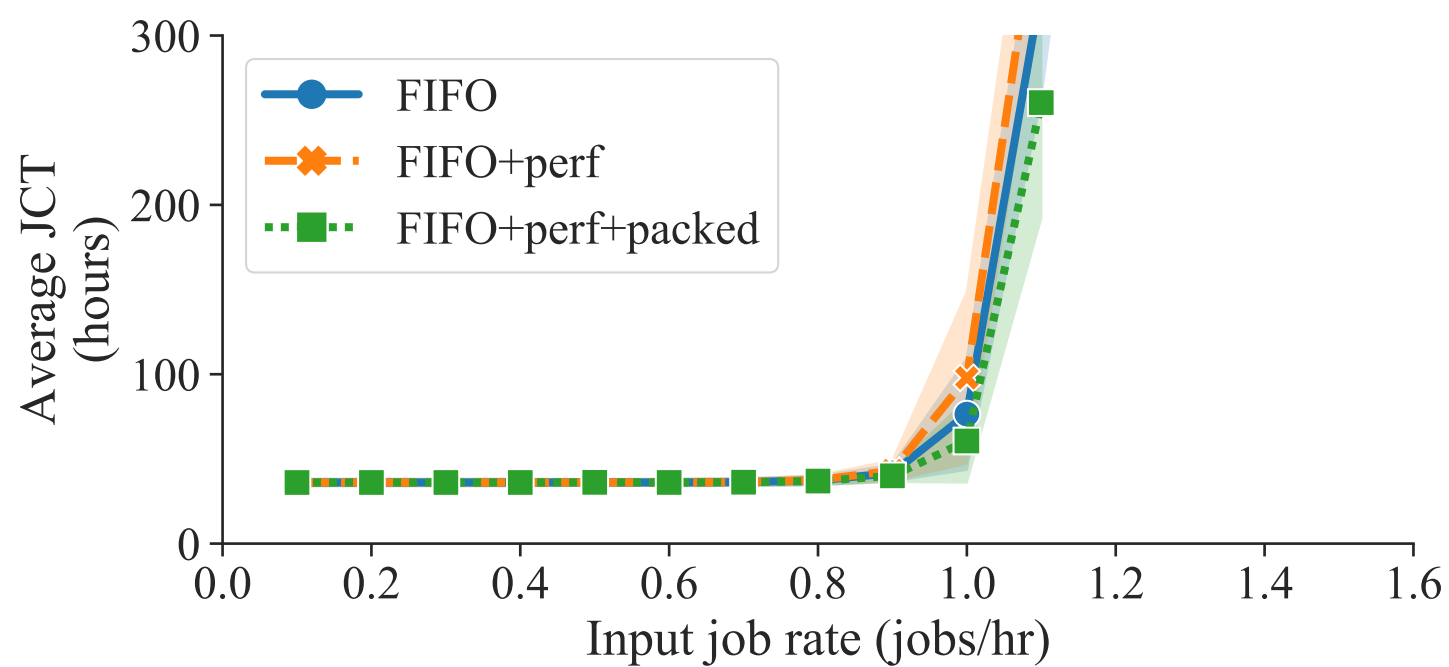 300
200
100
0
Average JCT
(hours)
FIFO
FIFO+perf
FIFO+perf+packed
0.0 0.2 0.4 0.6 0.8 1.0 1.2 1.4 1.6
Input job rate (jobs/hr)